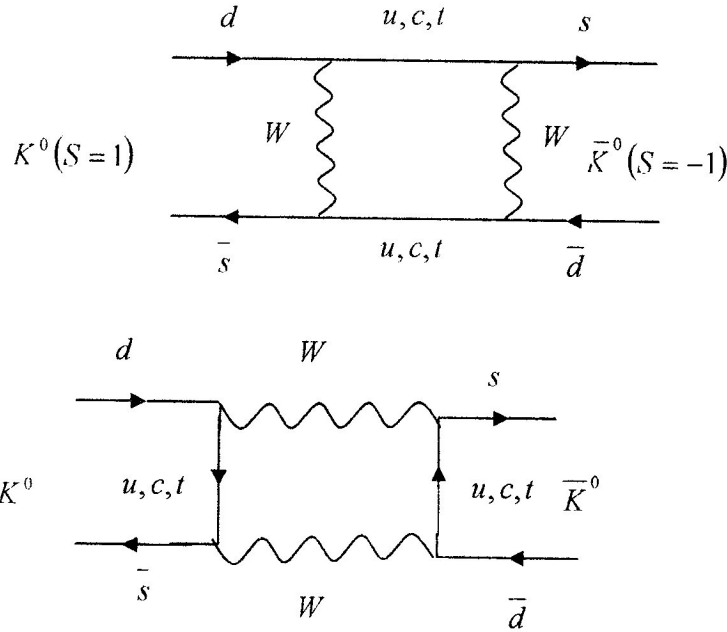 d u, c, t s
W W
K⁰(S = 1) K̄⁰(S = −1)
s̄ u, c, t d̄
d W s
K⁰ u, c, t u, c, t K̄⁰
s̄ W d̄